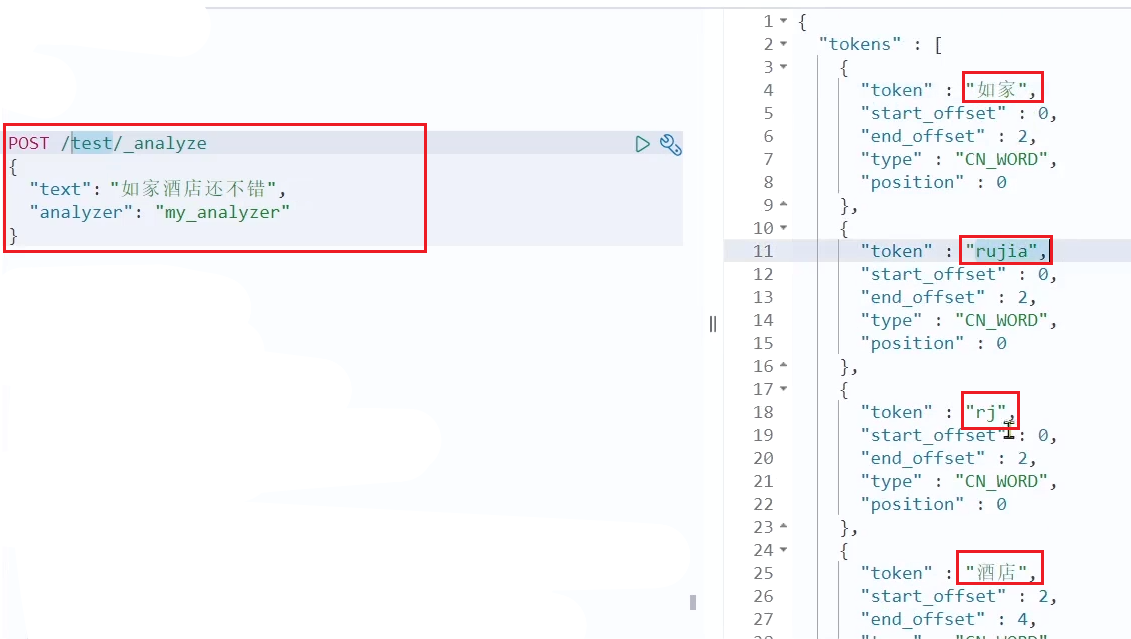 POST /test/_analyze
{
"text": "如家酒店还不错",
"analyzer": "my_analyzer"
}
1 {
2 "tokens" : [
3 {
4 "token" : "如家",
5 "start_offset" : 0,
6 "end_offset" : 2,
7 "type" : "CN_WORD",
8 "position" : 0
9 },
10 {
11 "token" : "rujia",
12 "start_offset" : 0,
13 "end_offset" : 2,
14 "type" : "CN_WORD",
15 "position" : 0
16 },
17 {
18 "token" : "rj",
19 "start_offset" : 0,
20 "end_offset" : 2,
21 "type" : "CN_WORD",
22 "position" : 0
23 },
24 {
25 "token" : "酒店",
26 "start_offset" : 2,
27 "end_offset" : 4,